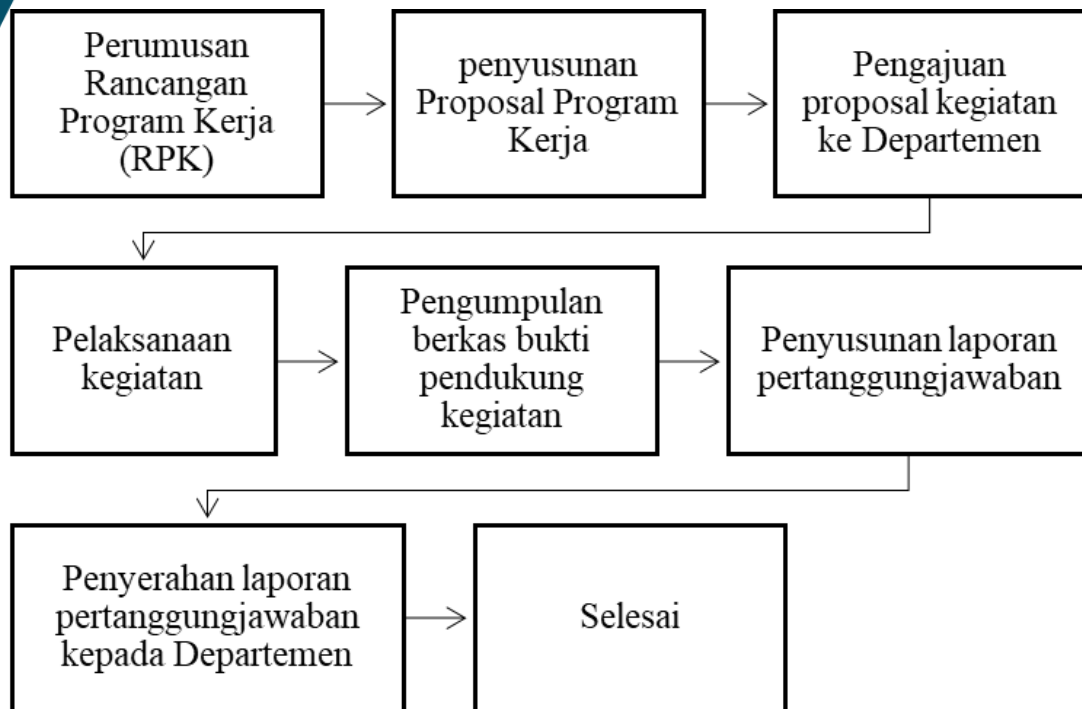 Perumusan
Rancangan
Program Kerja
(RPK)
penyusunan
Proposal Program
Kerja
Pengajuan
proposal kegiatan
ke Departemen
Pelaksanaan
kegiatan
Pengumpulan
berkas bukti
pendukung
kegiatan
Penyusunan laporan
pertanggungjawaban
Penyerahan laporan
pertanggungjawaban
kepada Departemen
Selesai